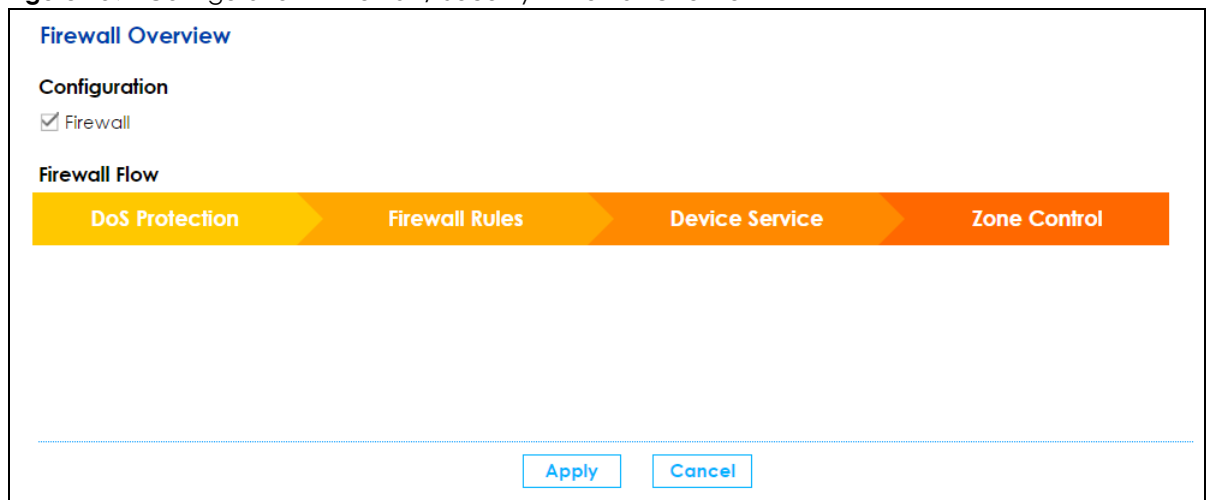 Firewall Overview
Configuration
Firewall
Firewall Flow
DoS Protection Firewall Rules Device Service Zone Control
Apply Cancel